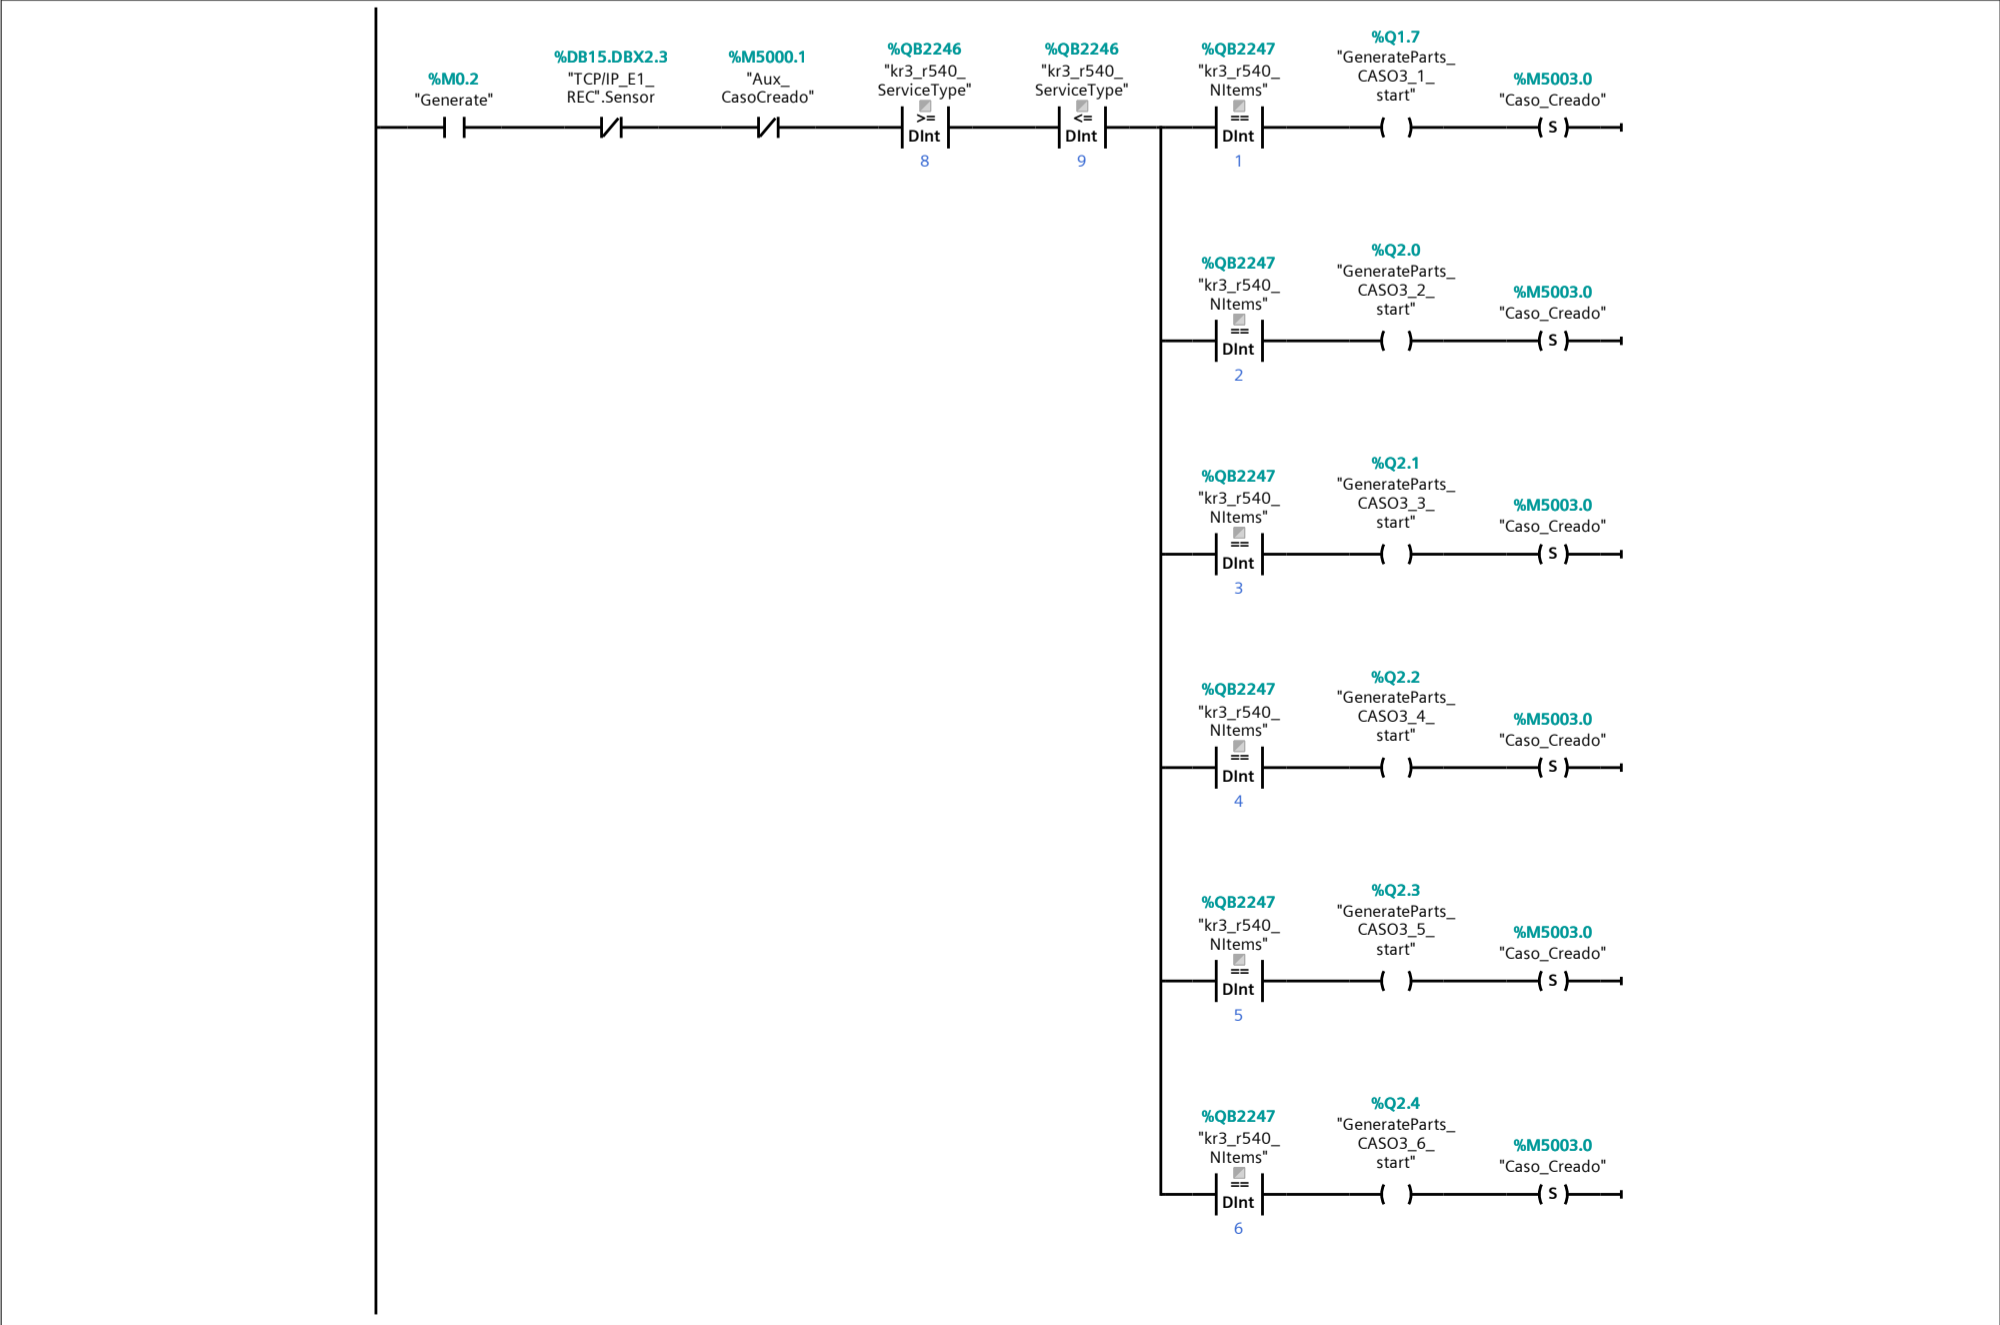 %M0.2
"Generate"
%DB15.DBX2.3
"TCP/IP_E1_
REC".Sensor
%M5000.1
"Aux_
CasoCreado"
%QB2246
"kr3_r540_
ServiceType"
>=
DInt
8
%QB2246
"kr3_r540_
ServiceType"
<=
DInt
9
%QB2247
"kr3_r540_
NItems"
==
DInt
1
%Q1.7
"GenerateParts_
CASO3_1_
start"
%M5003.0
"Caso_Creado"
S
%QB2247
"kr3_r540_
NItems"
==
DInt
2
%Q2.0
"GenerateParts_
CASO3_2_
start"
%M5003.0
"Caso_Creado"
S
%QB2247
"kr3_r540_
NItems"
==
DInt
3
%Q2.1
"GenerateParts_
CASO3_3_
start"
%M5003.0
"Caso_Creado"
S
%QB2247
"kr3_r540_
NItems"
==
DInt
4
%Q2.2
"GenerateParts_
CASO3_4_
start"
%M5003.0
"Caso_Creado"
S
%QB2247
"kr3_r540_
NItems"
==
DInt
5
%Q2.3
"GenerateParts_
CASO3_5_
start"
%M5003.0
"Caso_Creado"
S
%QB2247
"kr3_r540_
NItems"
==
DInt
6
%Q2.4
"GenerateParts_
CASO3_6_
start"
%M5003.0
"Caso_Creado"
S